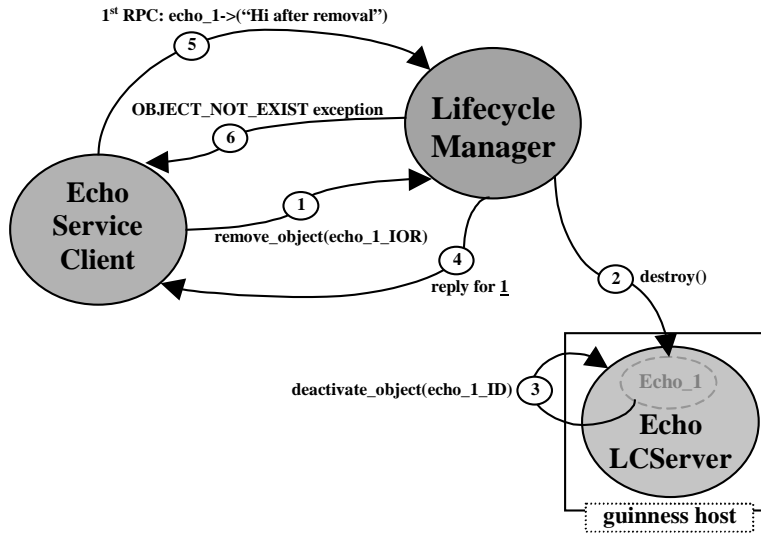 1st RPC: echo_1->(“Hi after removal”)
5
OBJECT_NOT_EXIST exception
6
Lifecycle
Manager
Echo
Service
Client
1
remove_object(echo_1_IOR)
4
reply for 1
2
destroy()
deactivate_object(echo_1_ID)
3
Echo_1
Echo
LCServer
guinness host